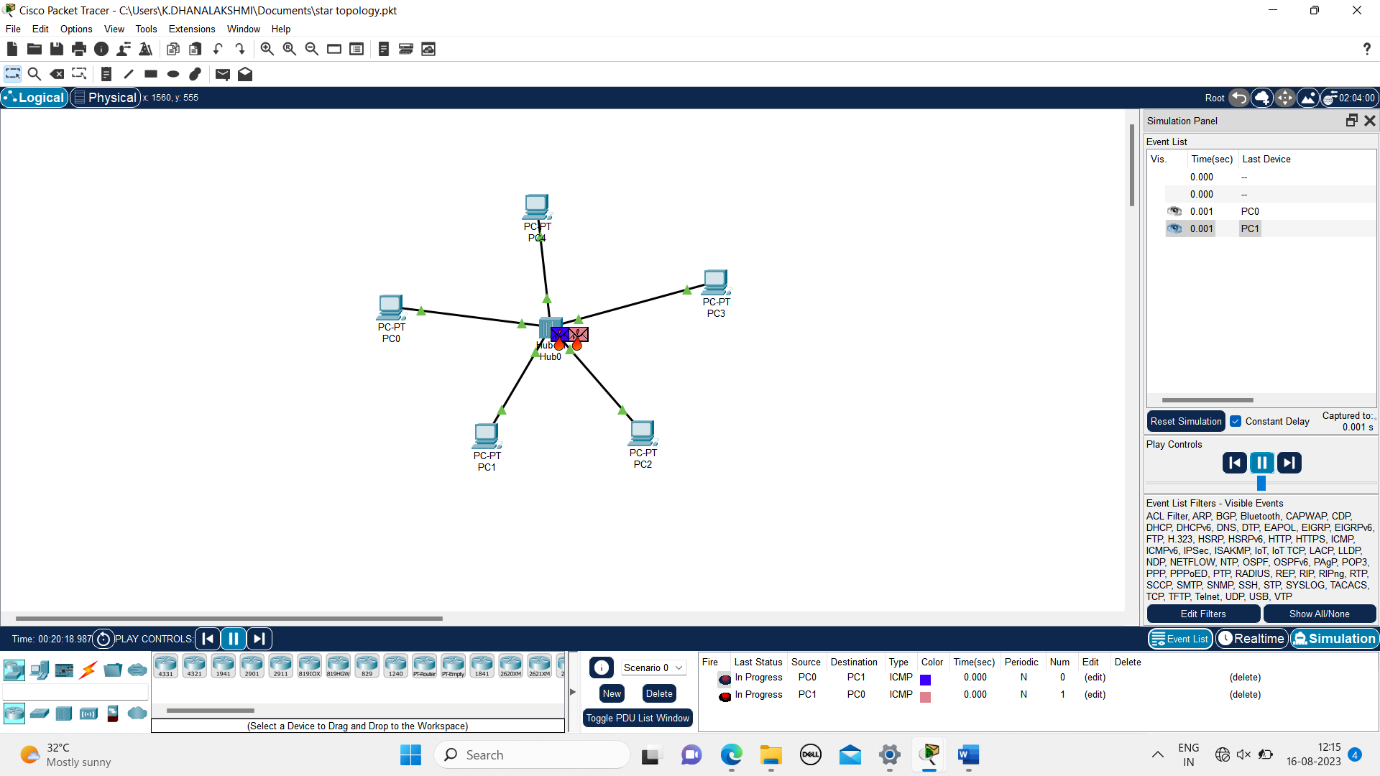 Cisco Packet Tracer - C:\Users\K.DHANALAKSHMI\Documents\star topology.pkt
File Edit Options View Tools Extensions Window Help
?
Logical Physical x: 1560, y: 555 Root 02:04:00
Simulation Panel
Event List
Vis. Time(sec) Last Device
0.000 --
0.000 --
0.001 PC0
0.001 PC1
PC-PT
PC4
PC-PT
PC3
PC-PT
PC0
Hub0
PC-PT
PC1
PC-PT
PC2
Reset Simulation Constant Delay Captured to:
0.001 s
Play Controls
Event List Filters - Visible Events
ACL Filter, ARP, BGP, Bluetooth, CAPWAP, CDP,
DHCP, DHCPv6, DNS, DTP, EAPOL, EIGRP, EIGRPv6,
FTP, H.323, HSRP, HSRPv6, HTTP, HTTPS, ICMP,
ICMPv6, IPSec, ISAKMP, IoT, IoT TCP, LACP, LLDP,
NDP, NETFLOW, NTP, OSPF, OSPFv6, PAgP, POP3,
PPP, PPPoED, PTP, RADIUS, REP, RIP, RIPng, RTP,
SCCP, SMTP, SNMP, SSH, STP, SYSLOG, TACACS,
TCP, TFTP, Telnet, UDP, USB, VTP
Edit Filters Show All/None
Time: 00:20:18.987 PLAY CONTROLS: Event List Realtime Simulation
4331 4321 1941 2901 2911 819IOX 819HGW 829 1240 PT-Router PT-Empty 1841 2620XM 2621XM
(Select a Device to Drag and Drop to the Workspace)
Scenario 0
New Delete
Toggle PDU List Window
Fire Last Status Source Destination Type Color Time(sec) Periodic Num Edit Delete
In Progress PC0 PC1 ICMP 0.000 N 0 (edit) (delete)
In Progress PC1 PC0 ICMP 0.000 N 1 (edit) (delete)
32°C
Mostly sunny
Search
DELL
ENG
IN
12:15
16-08-2023
4